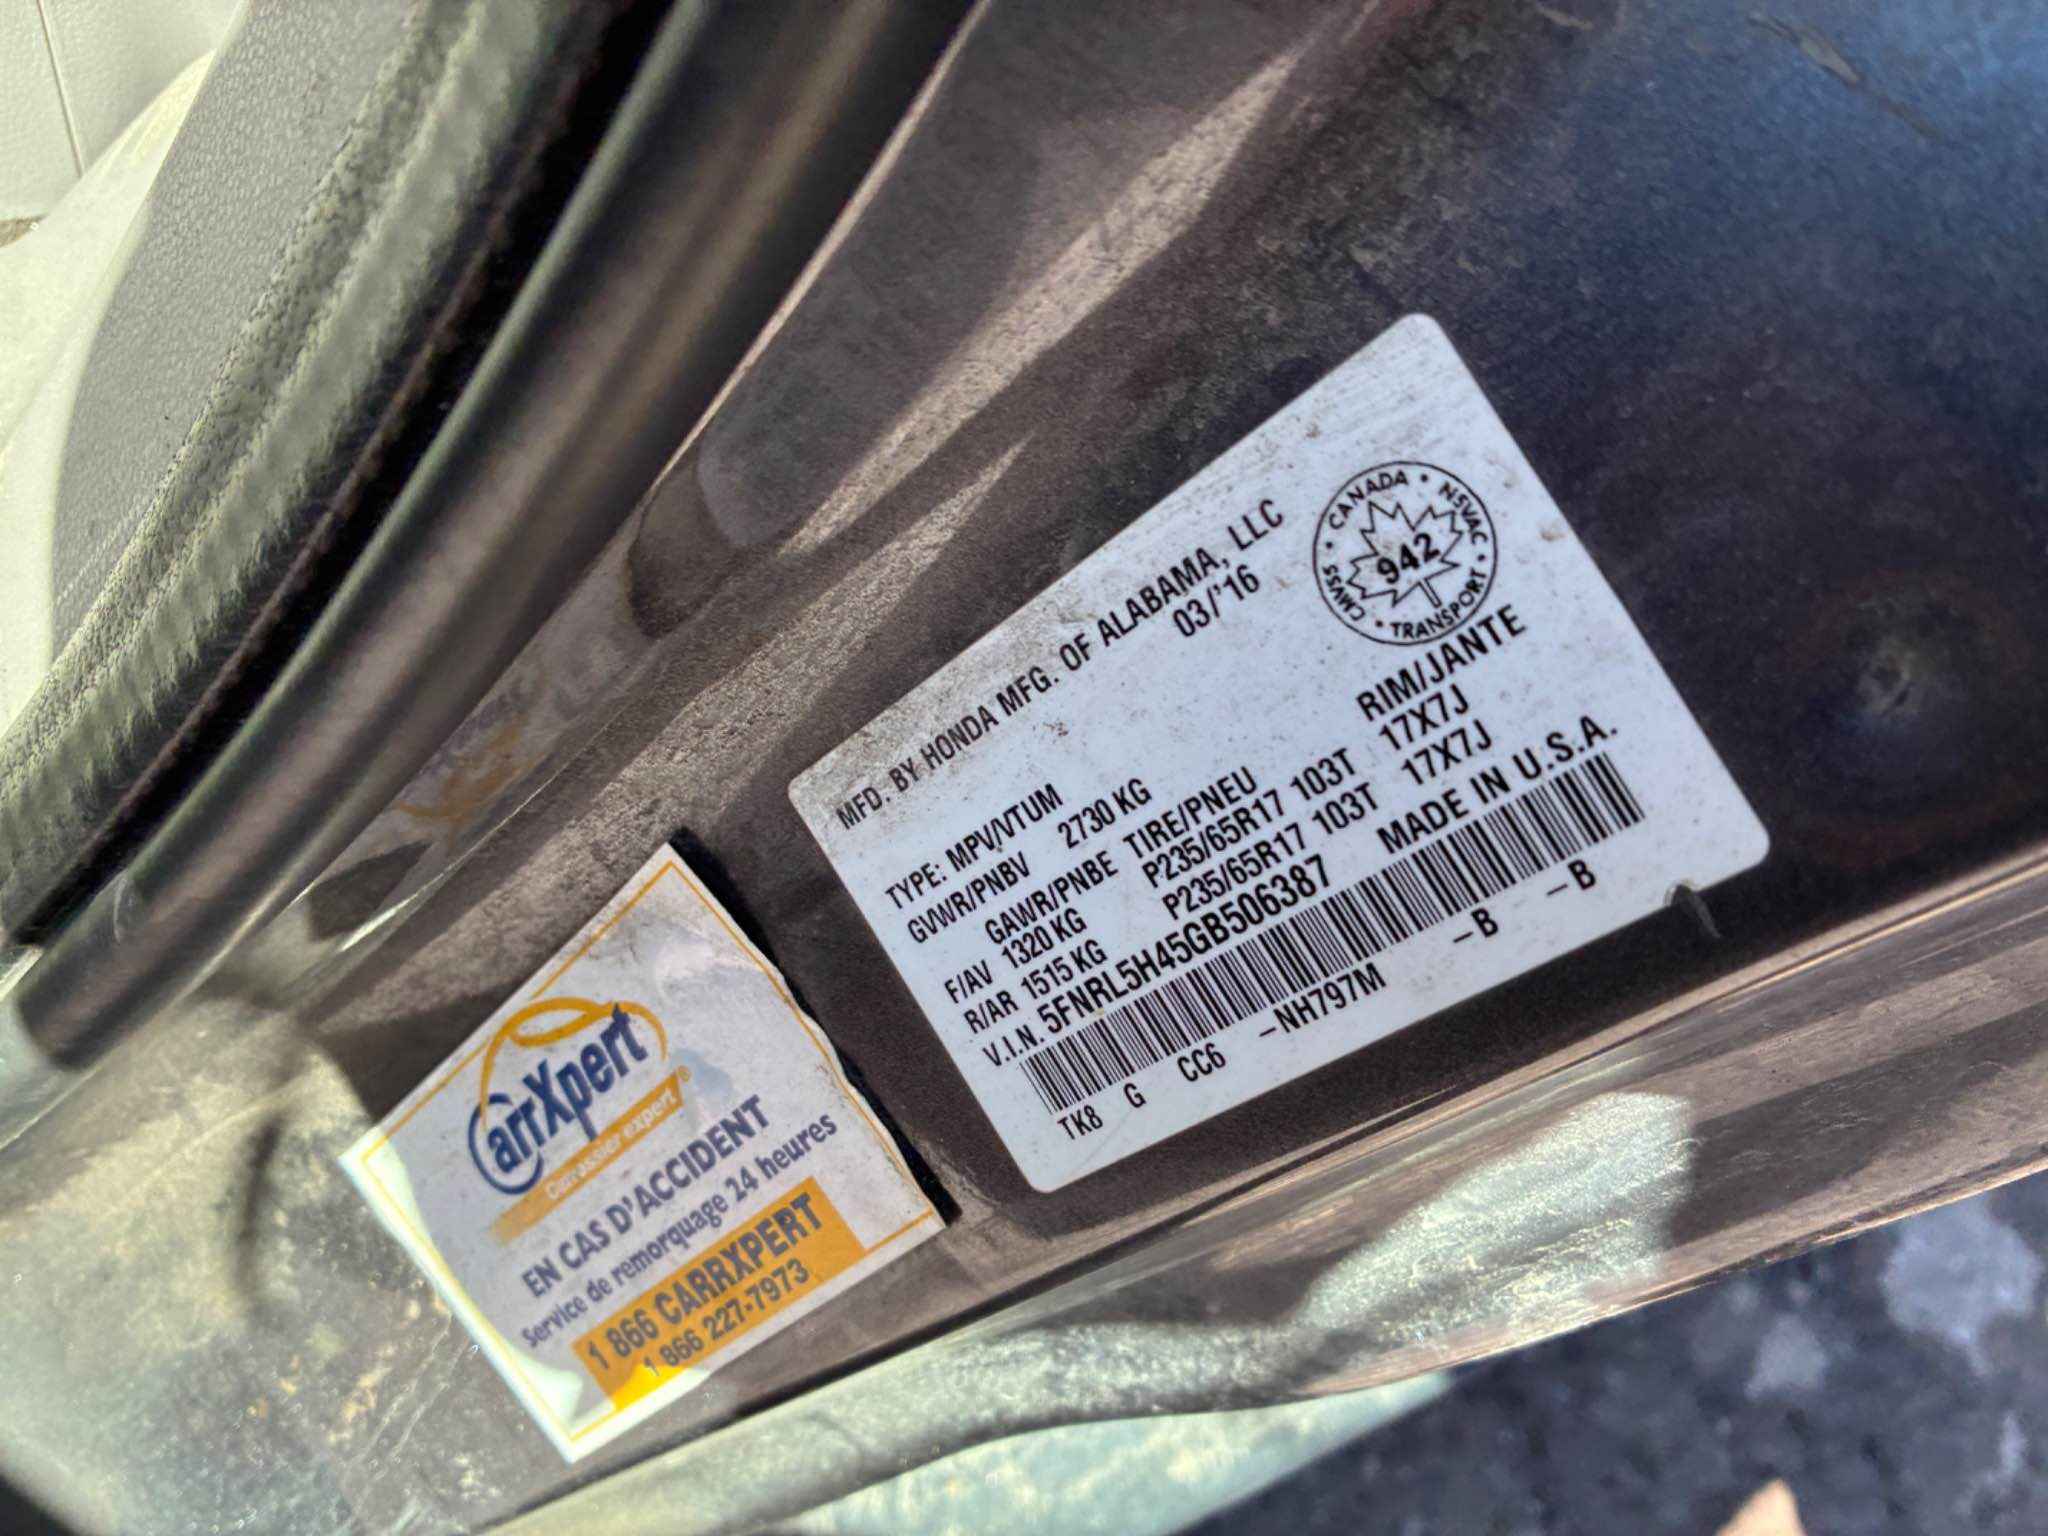 MFD. BY HONDA MFG. OF ALABAMA, LLC
03/'16
CANADA • NSVAC • TRANSPORT • CMVSS •
942
TYPE: MPV/VTUM
GVWR/PNBV 2730 KG
GAWR/PNBE TIRE/PNEU RIM/JANTE
F/AV 1320 KG P235/65R17 103T 17X7J
R/AR 1515 KG P235/65R17 103T 17X7J
V.I.N. 5FNRL5H45GB506387 MADE IN U.S.A.
TK8 G CC6 -NH797M -B -B
CarrXpert
Carrossier expert®
EN CAS D'ACCIDENT
Service de remorquage 24 heures
1 866 CARRXPERT
1 866 227-7973